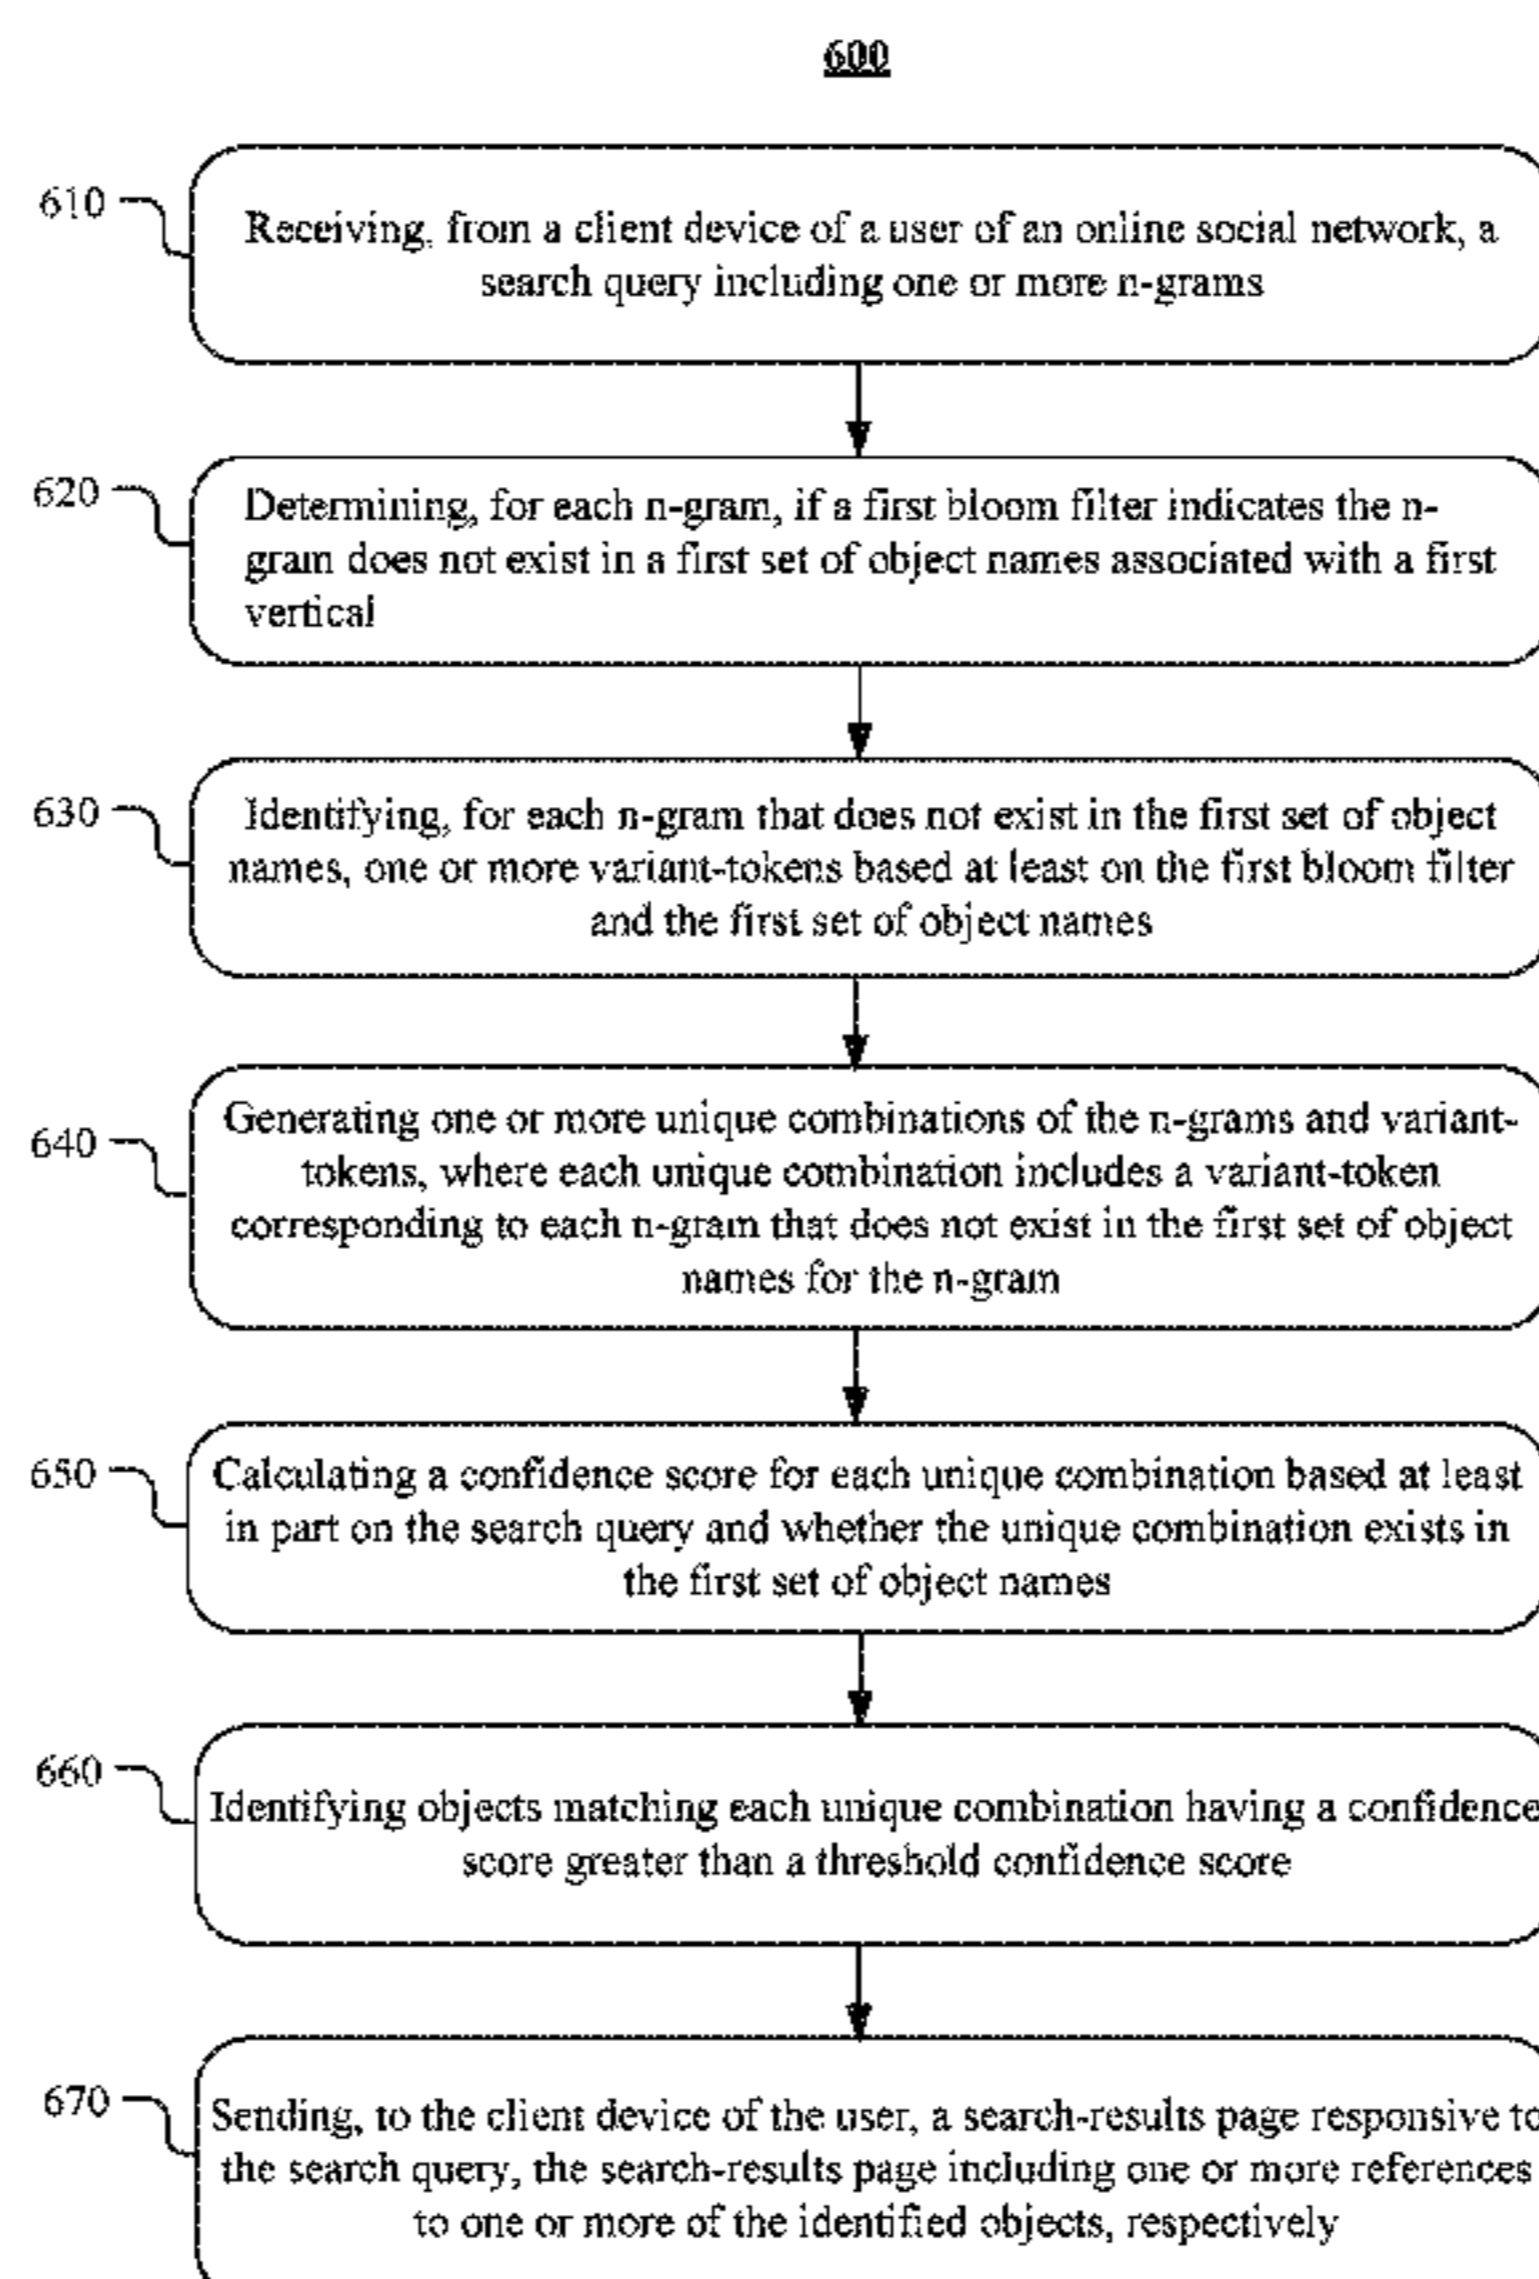 600
610
Receiving, from a client device of a user of an online social network, a
search query including one or more n-grams
620
Determining, for each n-gram, if a first bloom filter indicates the n-
gram does not exist in a first set of object names associated with a first
vertical
630
Identifying, for each n-gram that does not exist in the first set of object
names, one or more variant-tokens based at least on the first bloom filter
and the first set of object names
640
Generating one or more unique combinations of the n-grams and variant-
tokens, where each unique combination includes a variant-token
corresponding to each n-gram that does not exist in the first set of object
names for the n-gram
650
Calculating a confidence score for each unique combination based at least
in part on the search query and whether the unique combination exists in
the first set of object names
660
Identifying objects matching each unique combination having a confidence
score greater than a threshold confidence score
670
Sending, to the client device of the user, a search-results page responsive to
the search query, the search-results page including one or more references
to one or more of the identified objects, respectively